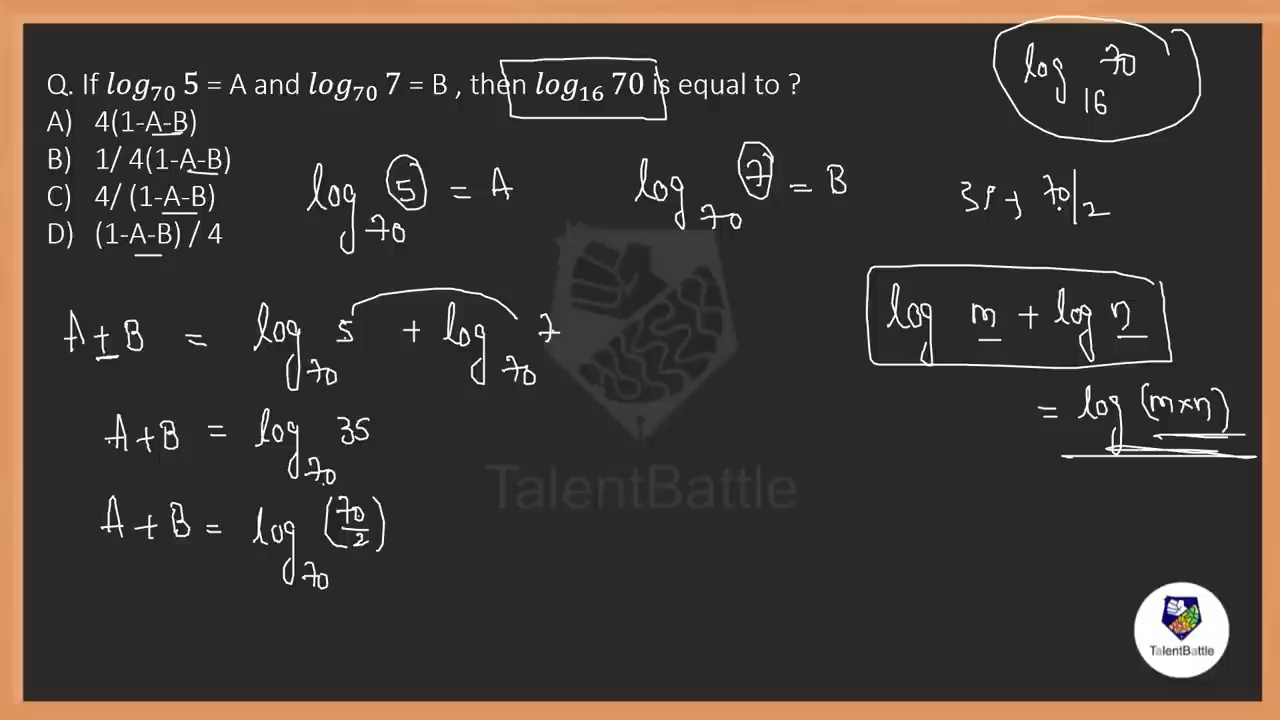 Q. If log₇₀ 5 = A and log₇₀ 7 = B , then log₁₆ 70 is equal to ?
A) 4(1-A-B)
B) 1/ 4(1-A-B)
C) 4/ (1-A-B)
D) (1-A-B) / 4
log₁₆ 70
log₇₀ 5 = A
log₇₀ 7 = B
35 → 70/2
A + B = log₇₀ 5 + log₇₀ 7
log m + log n
= log (m×n)
A + B = log₇₀ 35
A + B = log₇₀ (70/2)
TalentBattle
TalentBattle